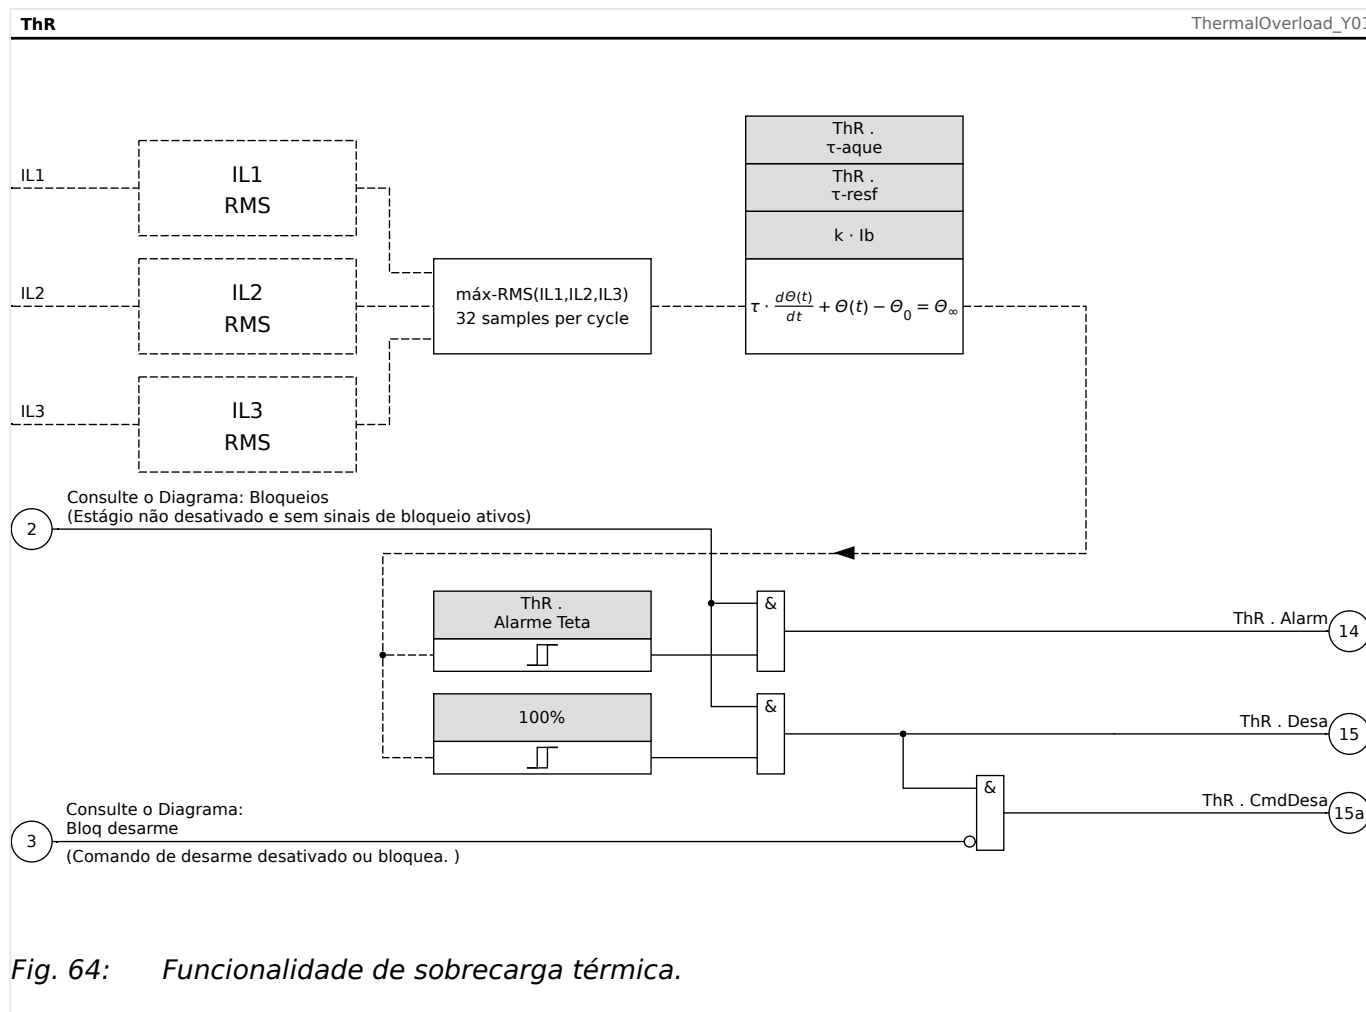 ThR
ThermalOverload_Y01
ThR .
τ-aque
ThR .
τ-resf
k · Ib
IL1
IL1
RMS
IL2
IL2
RMS
máx-RMS(IL1,IL2,IL3)
32 samples per cycle
τ · dΘ(t)/dt + Θ(t) − Θ₀ = Θ∞
IL3
IL3
RMS
Consulte o Diagrama: Bloqueios
(Estágio não desativado e sem sinais de bloqueio ativos)
2
ThR .
Alarme Teta
&
ThR . Alarm
14
100%
&
ThR . Desa
15
Consulte o Diagrama:
Bloq desarme
3
(Comando de desarme desativado ou bloquea. )
&
ThR . CmdDesa
15a
Fig. 64: Funcionalidade de sobrecarga térmica.